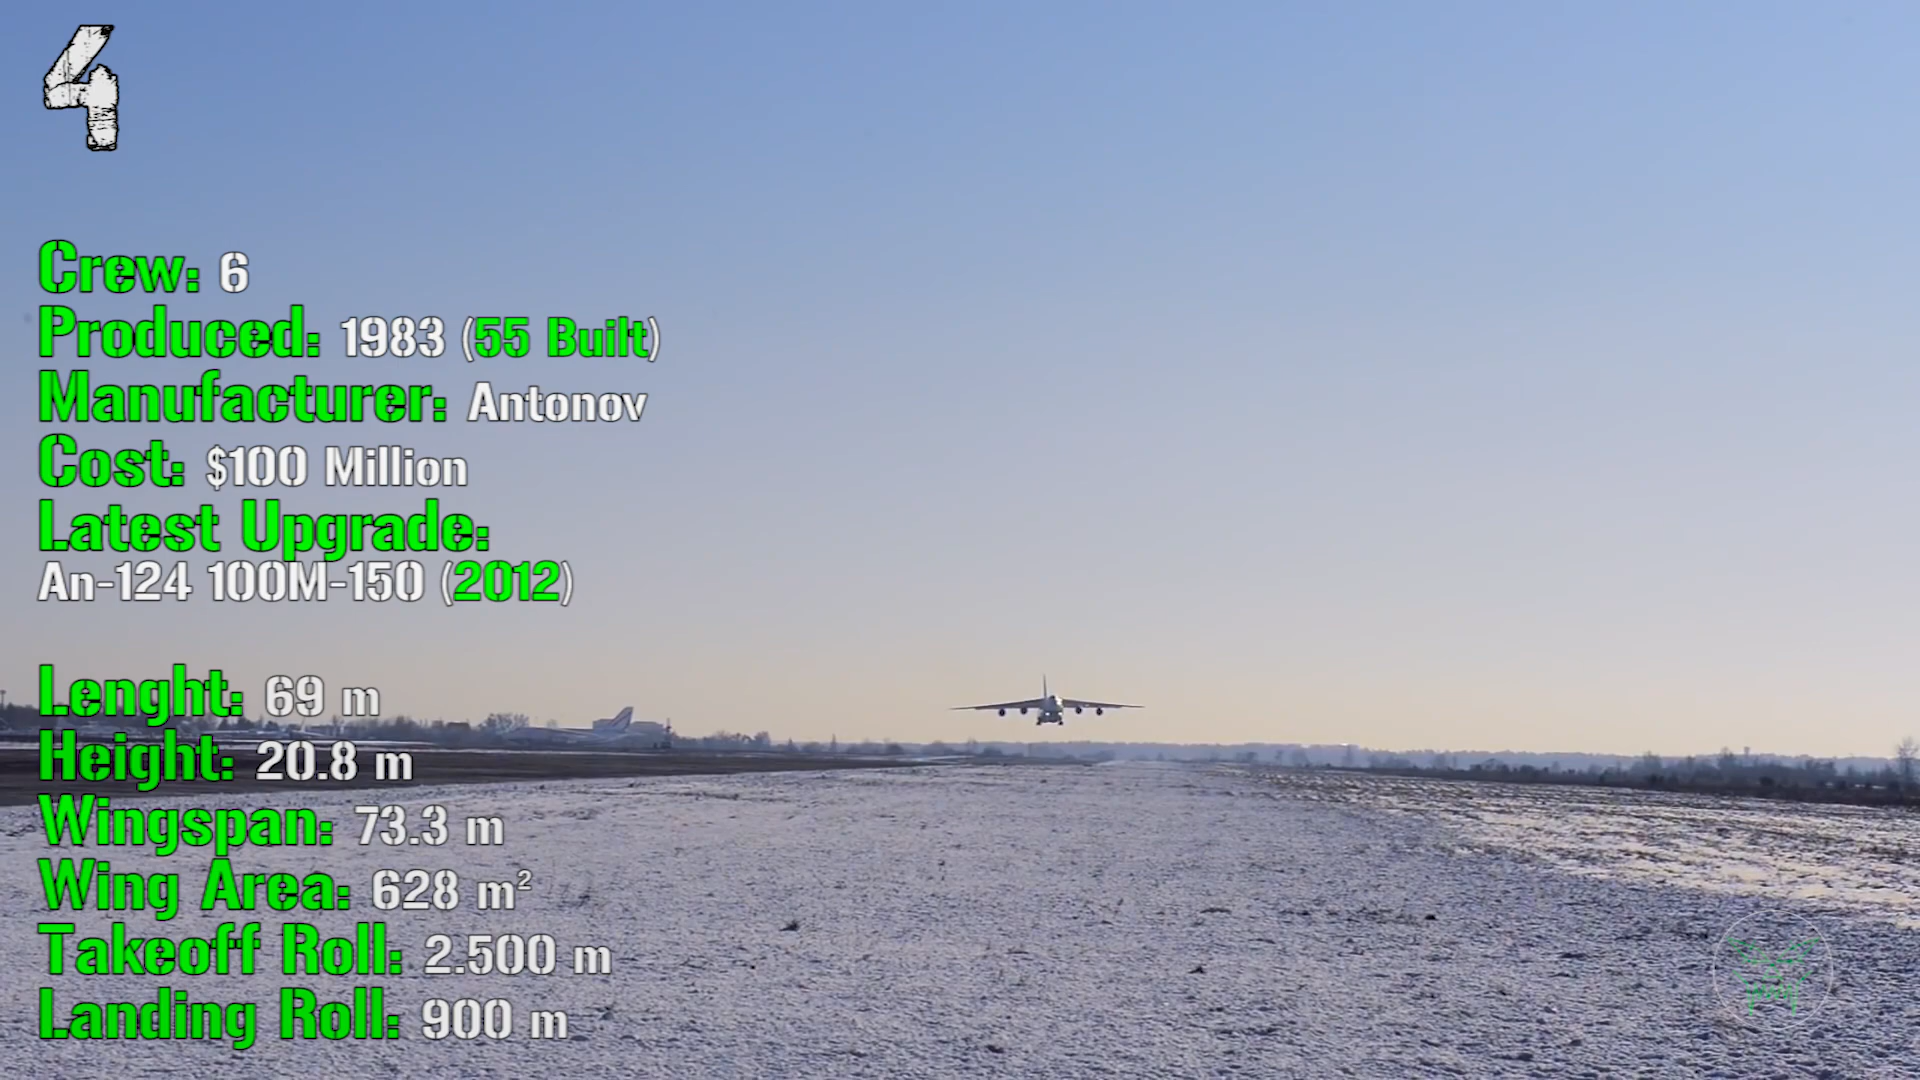 4
Crew: 6
Produced: 1983 (55 Built)
Manufacturer: Antonov
Cost: $100 Million
Latest Upgrade:
An-124 100M-150 (2012)
Lenght: 69 m
Height: 20.8 m
Wingspan: 73.3 m
Wing Area: 628 m²
Takeoff Roll: 2.500 m
Landing Roll: 900 m